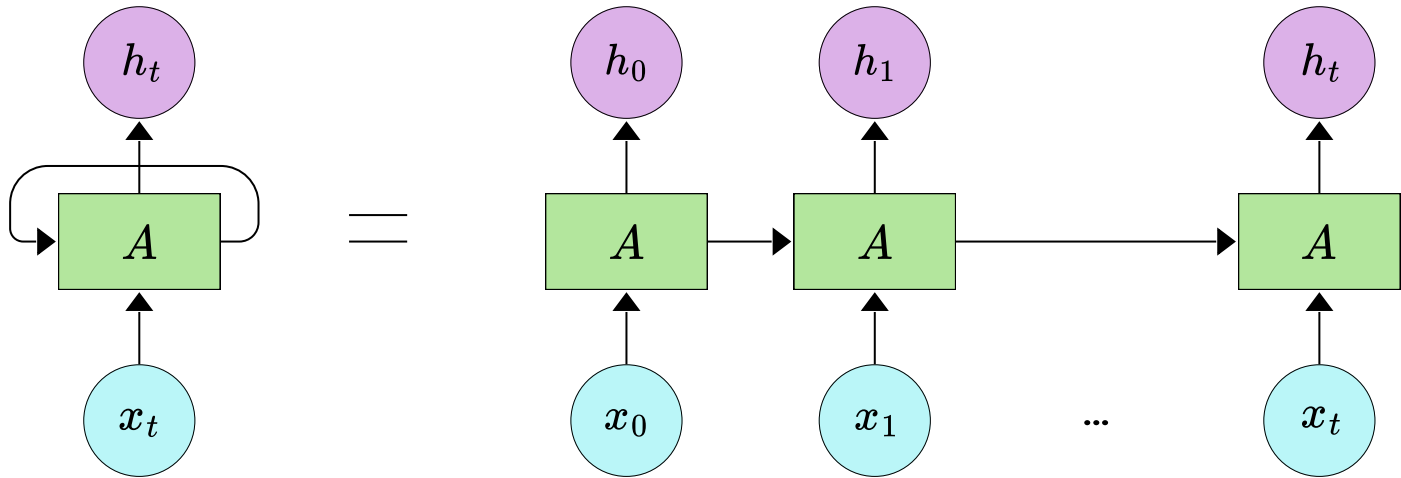 h_t h_0 h_1 h_t
A = A A A
x_t x_0 x_1 ... x_t